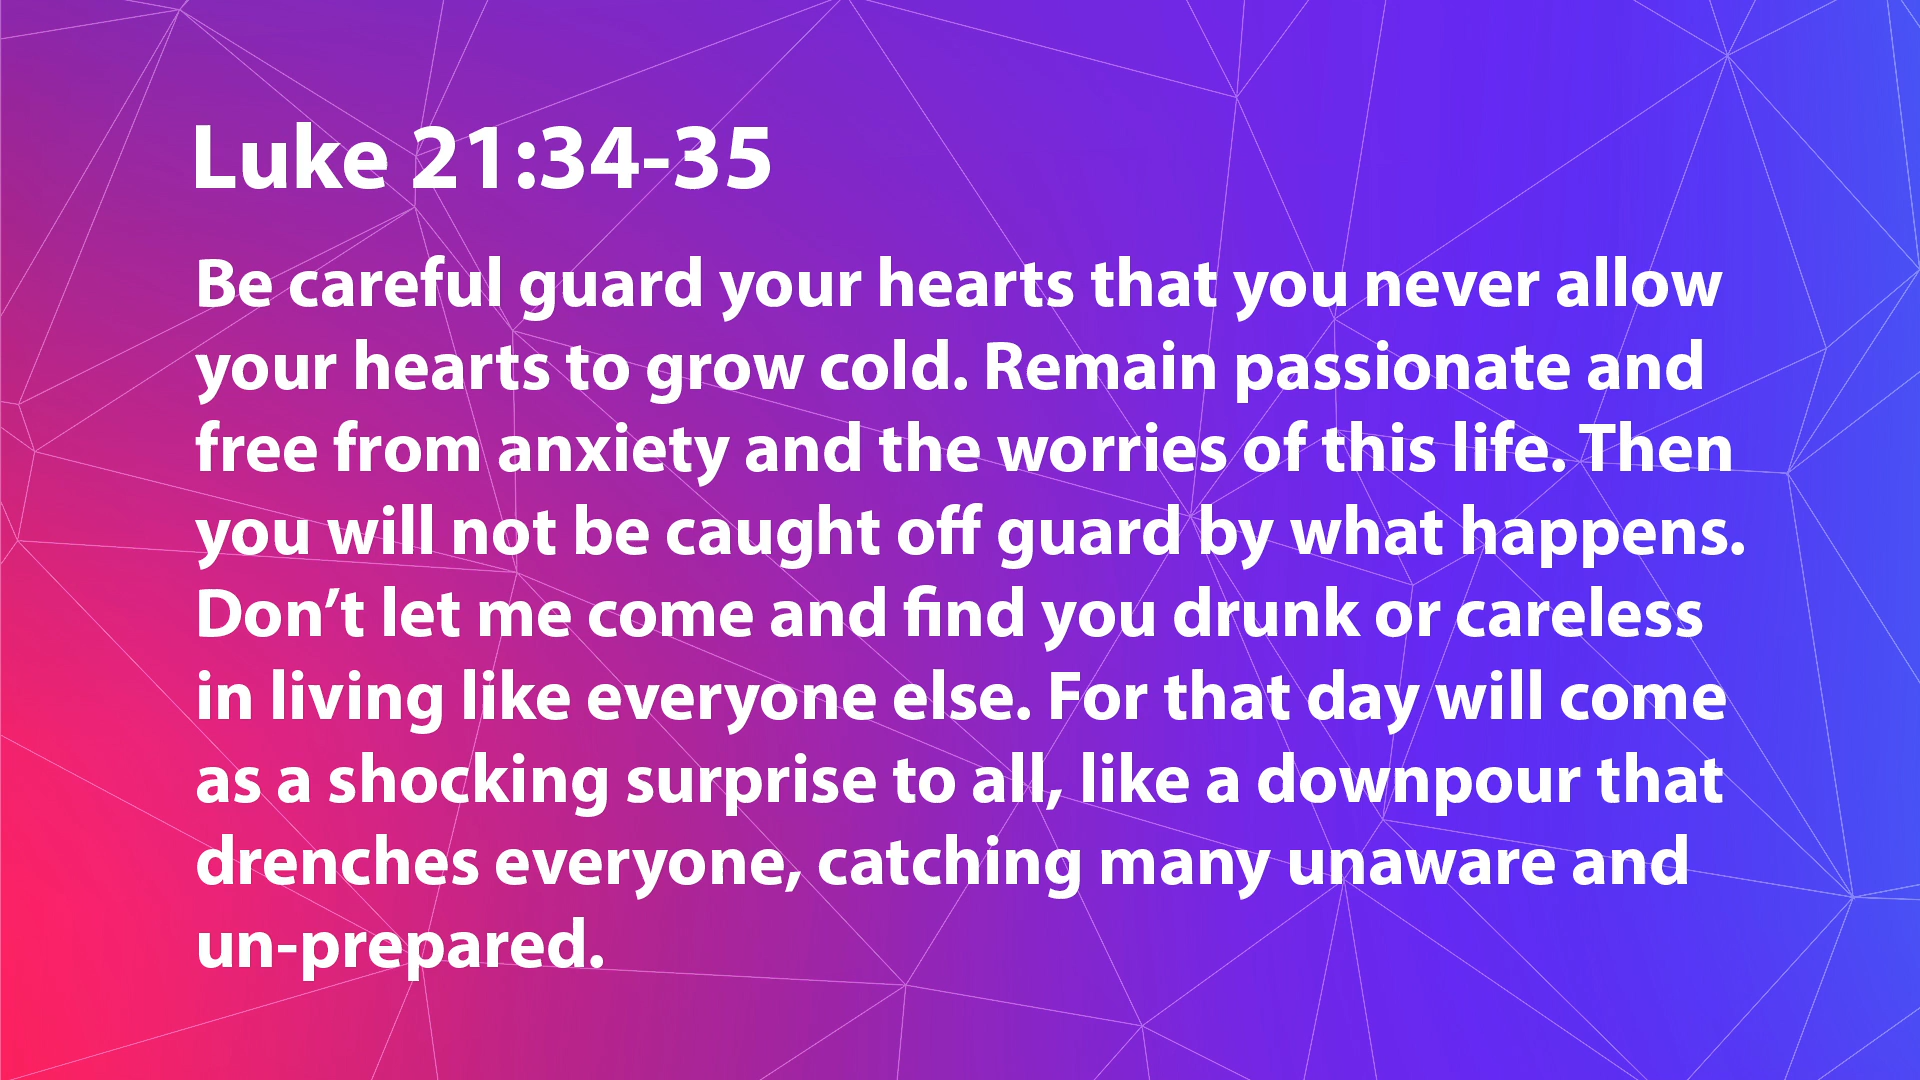 Luke 21:34-35
Be careful guard your hearts that you never allow
your hearts to grow cold. Remain passionate and
free from anxiety and the worries of this life. Then
you will not be caught off guard by what happens.
Don’t let me come and find you drunk or careless
in living like everyone else. For that day will come
as a shocking surprise to all, like a downpour that
drenches everyone, catching many unaware and
un-prepared.